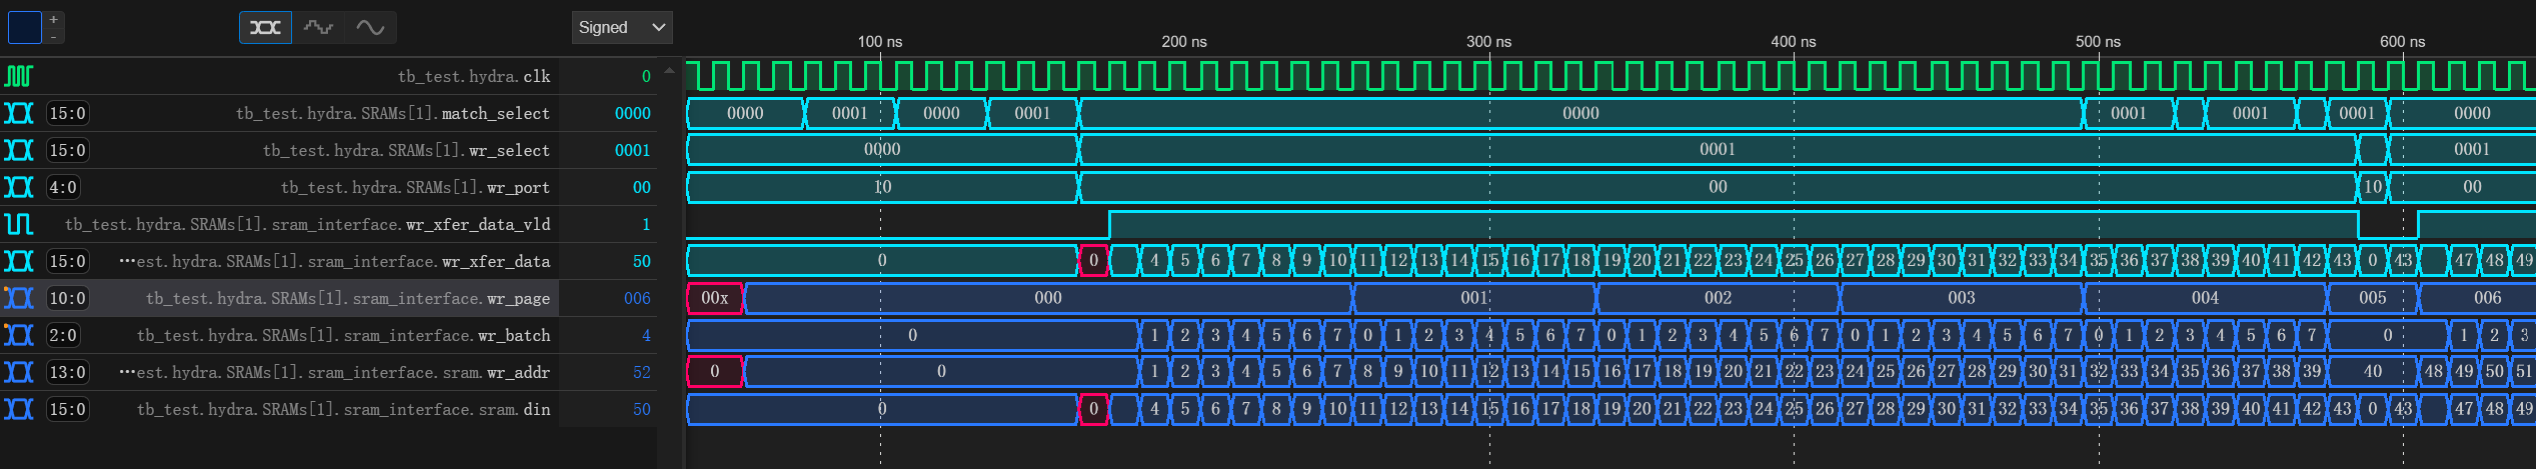 +
-
Signed
100 ns 200 ns 300 ns 400 ns 500 ns 600 ns
tb_test.hydra.clk 0
15:0 tb_test.hydra.SRAMs[1].match_select 0000 0000 0001 0000 0001 0000 0001 0001 0001 0000
15:0 tb_test.hydra.SRAMs[1].wr_select 0001 0000 0001 0001
4:0 tb_test.hydra.SRAMs[1].wr_port 00 10 00 10 00
tb_test.hydra.SRAMs[1].sram_interface.wr_xfer_data_vld 1
15:0 ···est.hydra.SRAMs[1].sram_interface.wr_xfer_data 50 0 0 4 5 6 7 8 9 10 11 12 13 14 15 16 17 18 19 20 21 22 23 24 25 26 27 28 29 30 31 32 33 34 35 36 37 38 39 40 41 42 43 0 43 47 48 49
10:0 tb_test.hydra.SRAMs[1].sram_interface.wr_page 006 00x 000 001 002 003 004 005 006
2:0 tb_test.hydra.SRAMs[1].sram_interface.wr_batch 4 0 1 2 3 4 5 6 7 0 1 2 3 4 5 6 7 0 1 2 3 4 5 6 7 0 1 2 3 4 5 6 7 0 1 2 3 4 5 6 7 0 1 2 3
13:0 ···est.hydra.SRAMs[1].sram_interface.sram.wr_addr 52 0 0 1 2 3 4 5 6 7 8 9 10 11 12 13 14 15 16 17 18 19 20 21 22 23 24 25 26 27 28 29 30 31 32 33 34 35 36 37 38 39 40 48 49 50 51
15:0 tb_test.hydra.SRAMs[1].sram_interface.sram.din 50 0 0 4 5 6 7 8 9 10 11 12 13 14 15 16 17 18 19 20 21 22 23 24 25 26 27 28 29 30 31 32 33 34 35 36 37 38 39 40 41 42 43 0 43 47 48 49